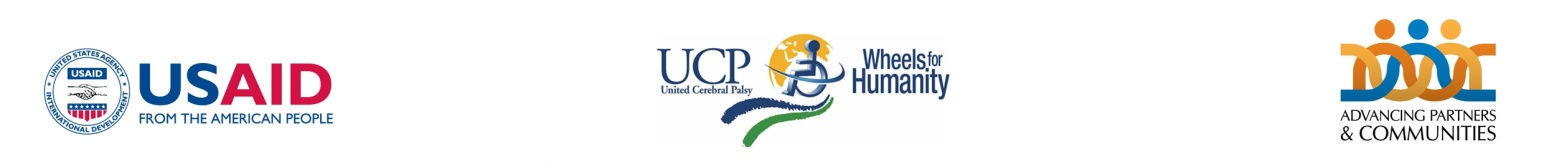 UNITED STATES AGENCY
USAID
INTERNATIONAL DEVELOPMENT
USAID
FROM THE AMERICAN PEOPLE
UCP
United Cerebral Palsy
Wheels for
Humanity
ADVANCING PARTNERS
& COMMUNITIES